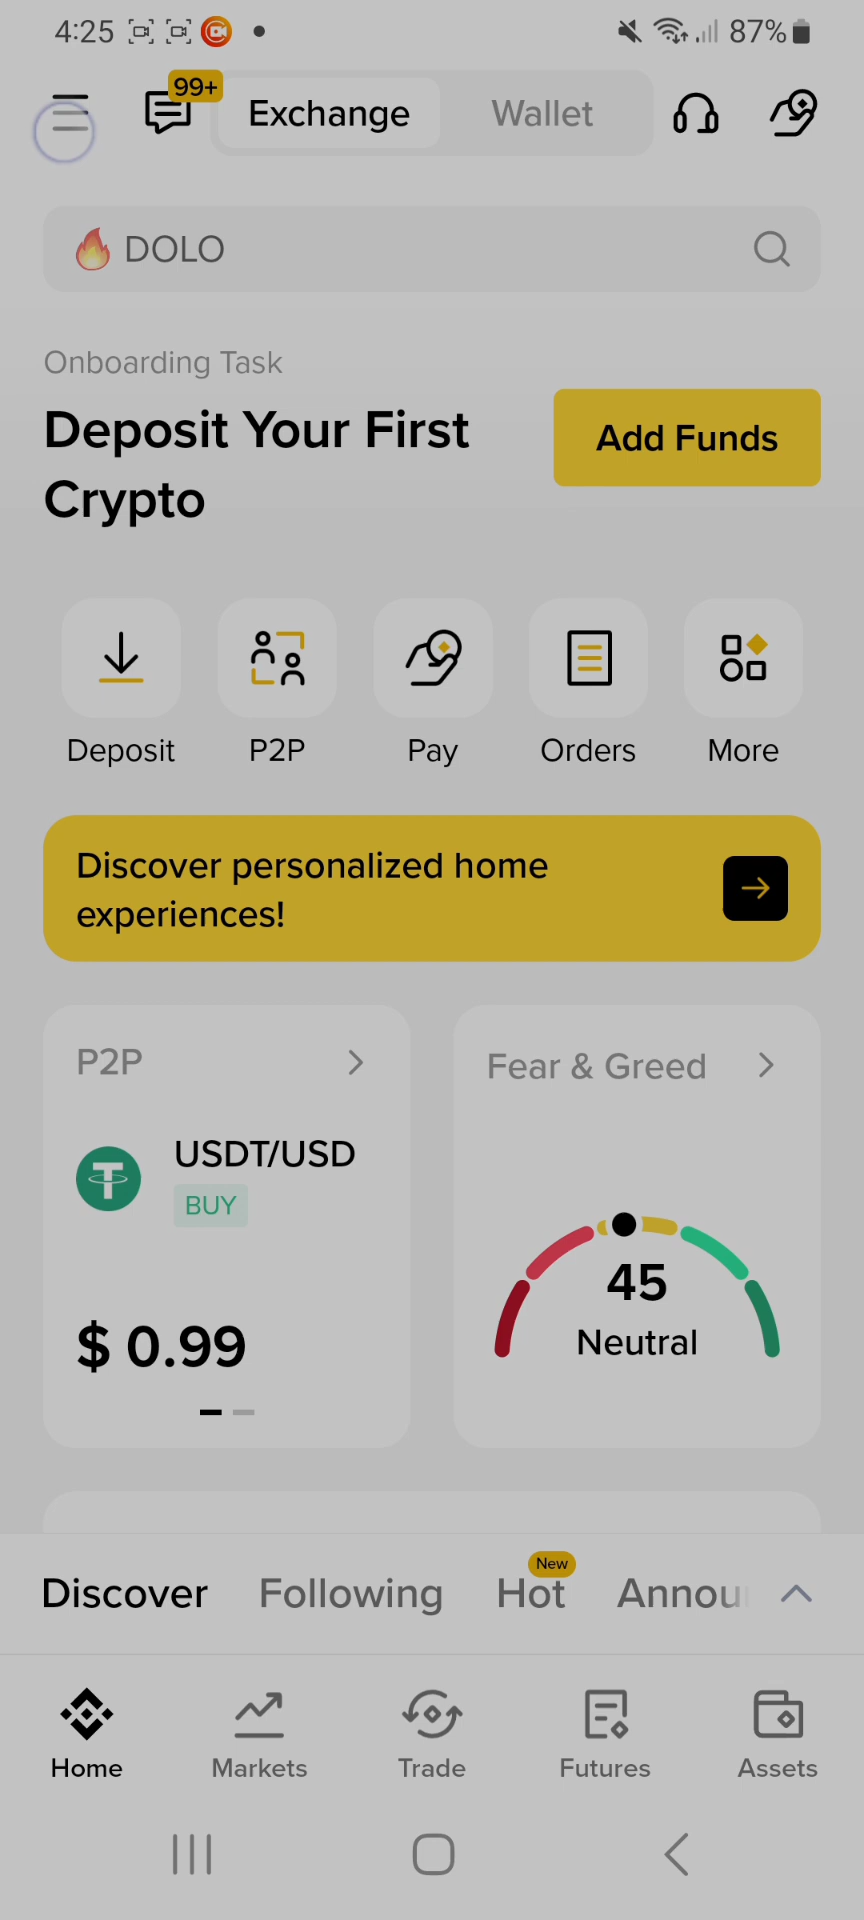 4:25
87%
99+
Exchange
Wallet
DOLO
Onboarding Task
Deposit Your First
Crypto
Add Funds
Deposit
P2P
Pay
Orders
More
Discover personalized home
experiences!
P2P
USDT/USD
BUY
$ 0.99
Fear & Greed
45
Neutral
New
Discover
Following
Hot
Annou
Home
Markets
Trade
Futures
Assets